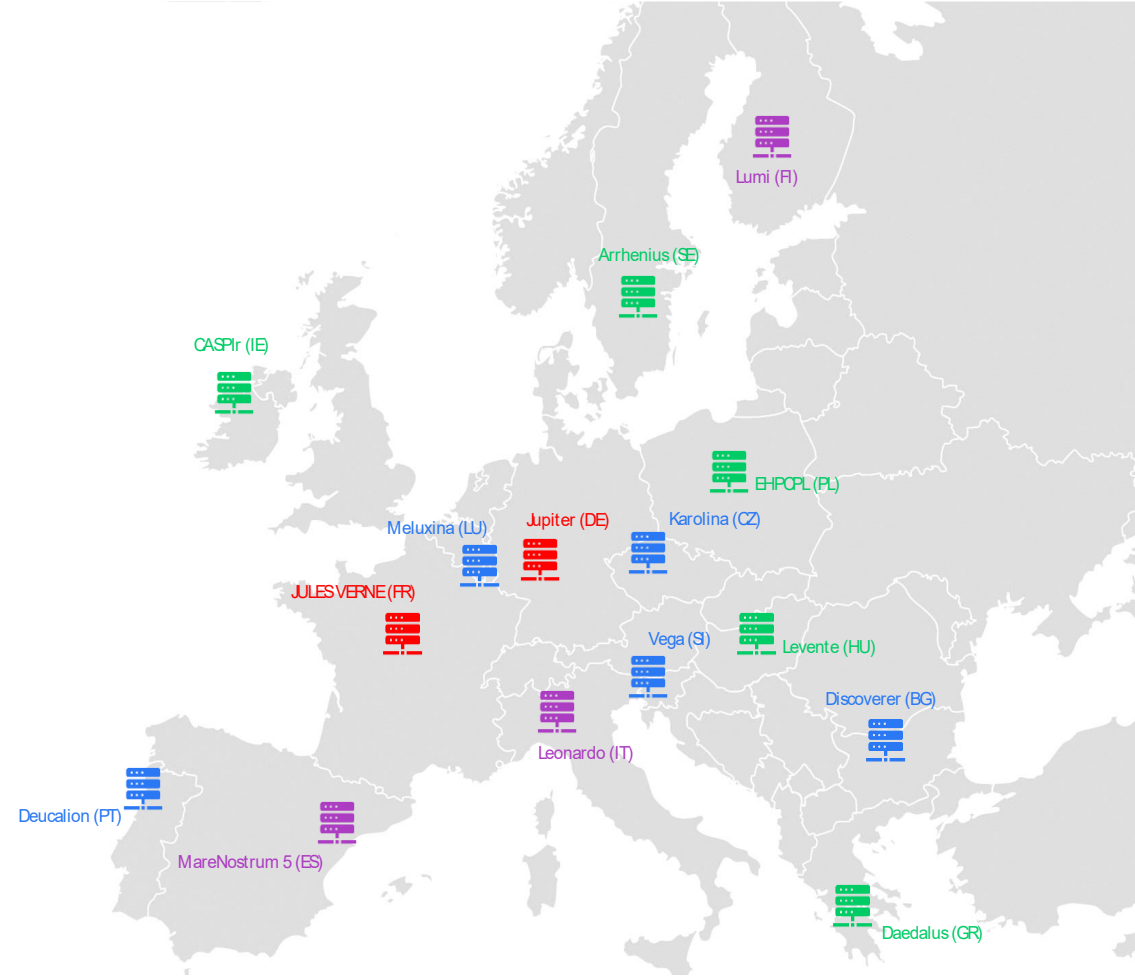 Lumi (FI)
Arrhenius (SE)
CASPIr (IE)
EHPCPL (PL)
Karolina (CZ)
Jupiter (DE)
Meluxina (LU)
JULES VERNE (FR)
Vega (SI)
Levente (HU)
Discoverer (BG)
Leonardo (IT)
Deucalion (PT)
MareNostrum 5 (ES)
Daedalus (GR)